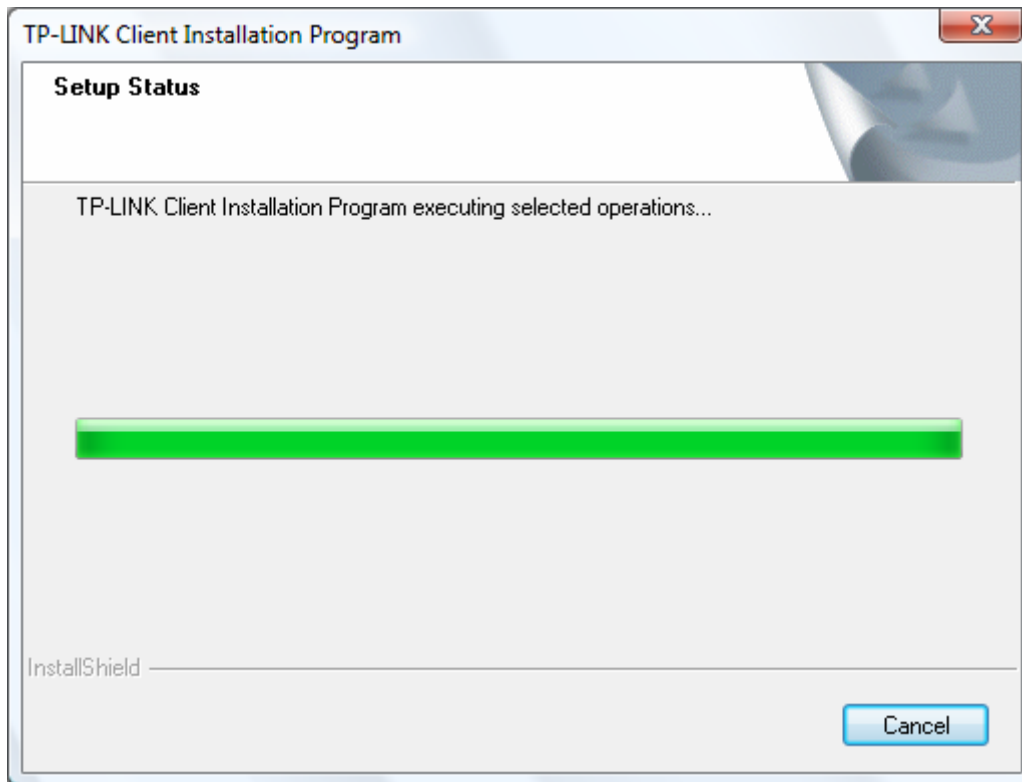 TP-LINK Client Installation Program
Setup Status
TP-LINK Client Installation Program executing selected operations...
InstallShield
Cancel